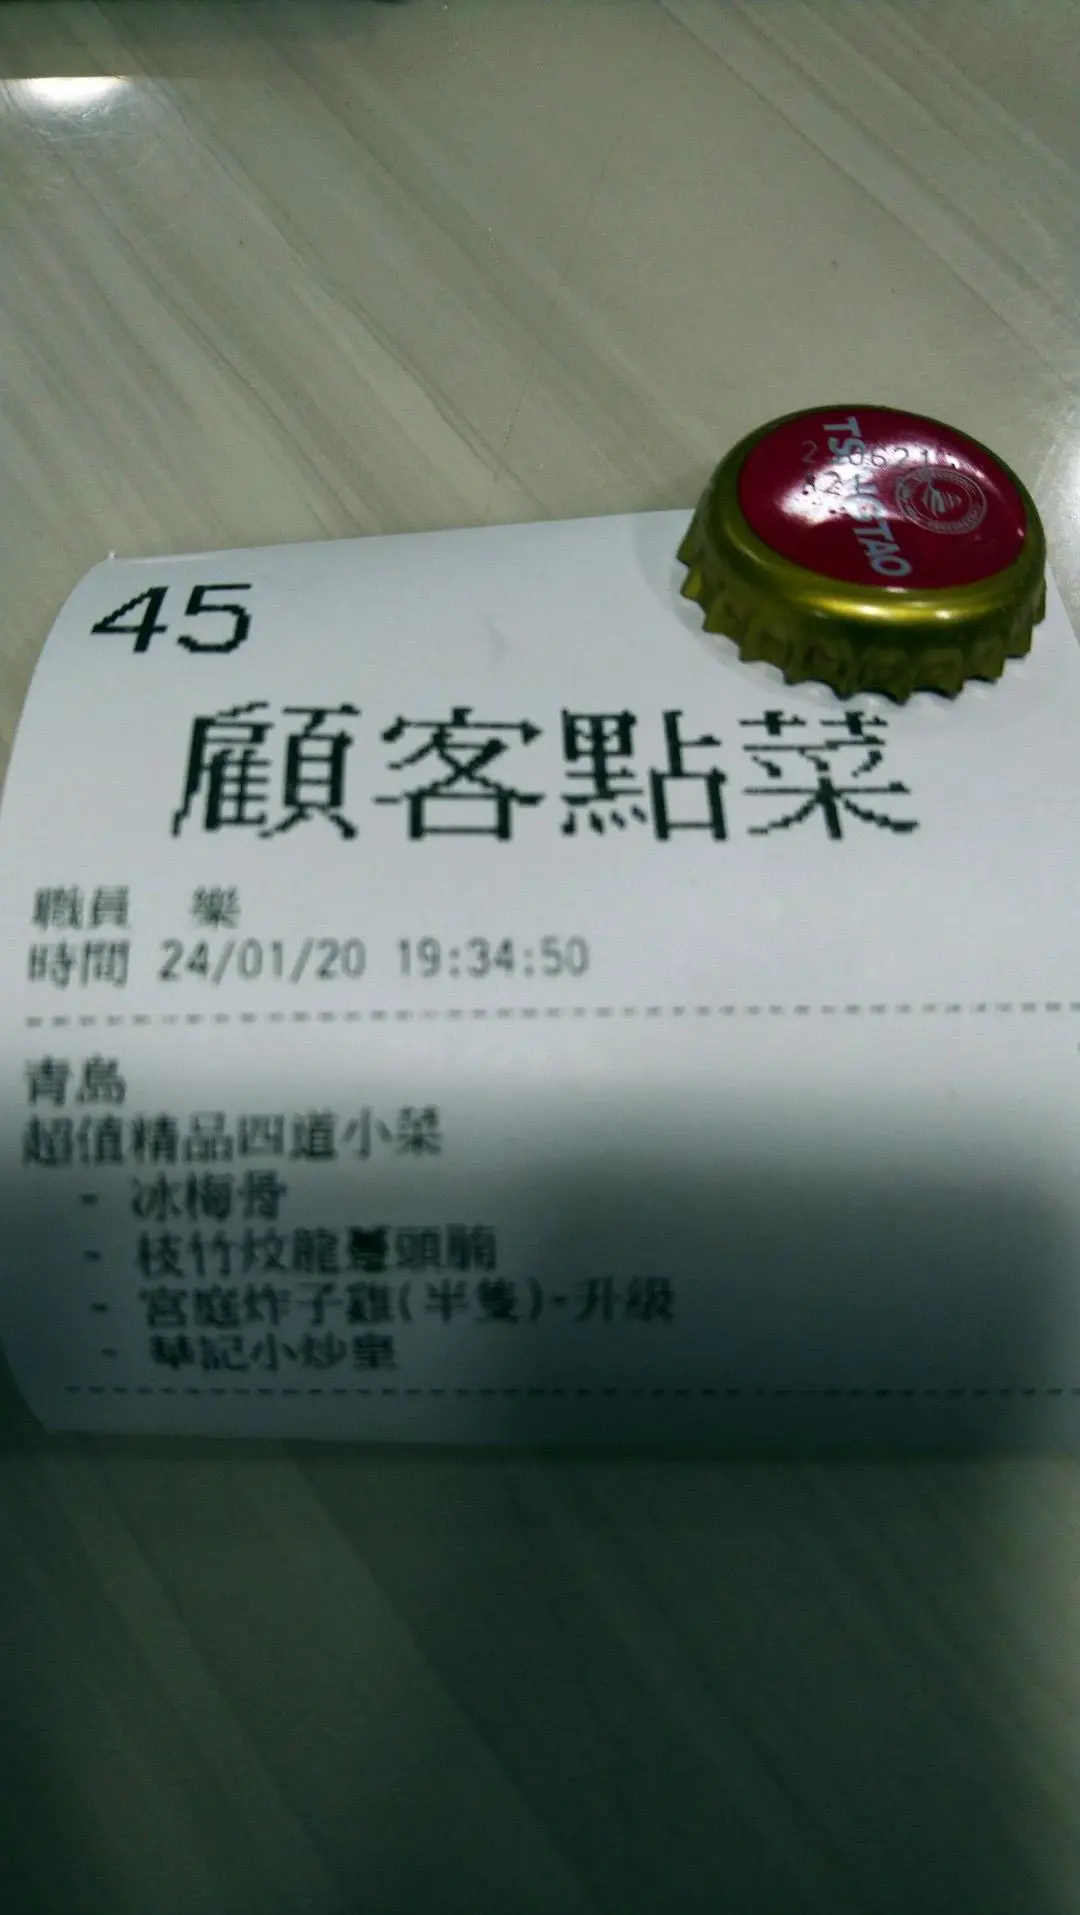 TSINGTAO
45
顧客點菜
職員 樂
時間 24/01/20 19:34:50
青島
超值精品四道小菜
- 冰梅骨
- 枝竹炆龍躉頭腩
- 宮庭炸子雞(半隻)-升級
- 華記小炒皇